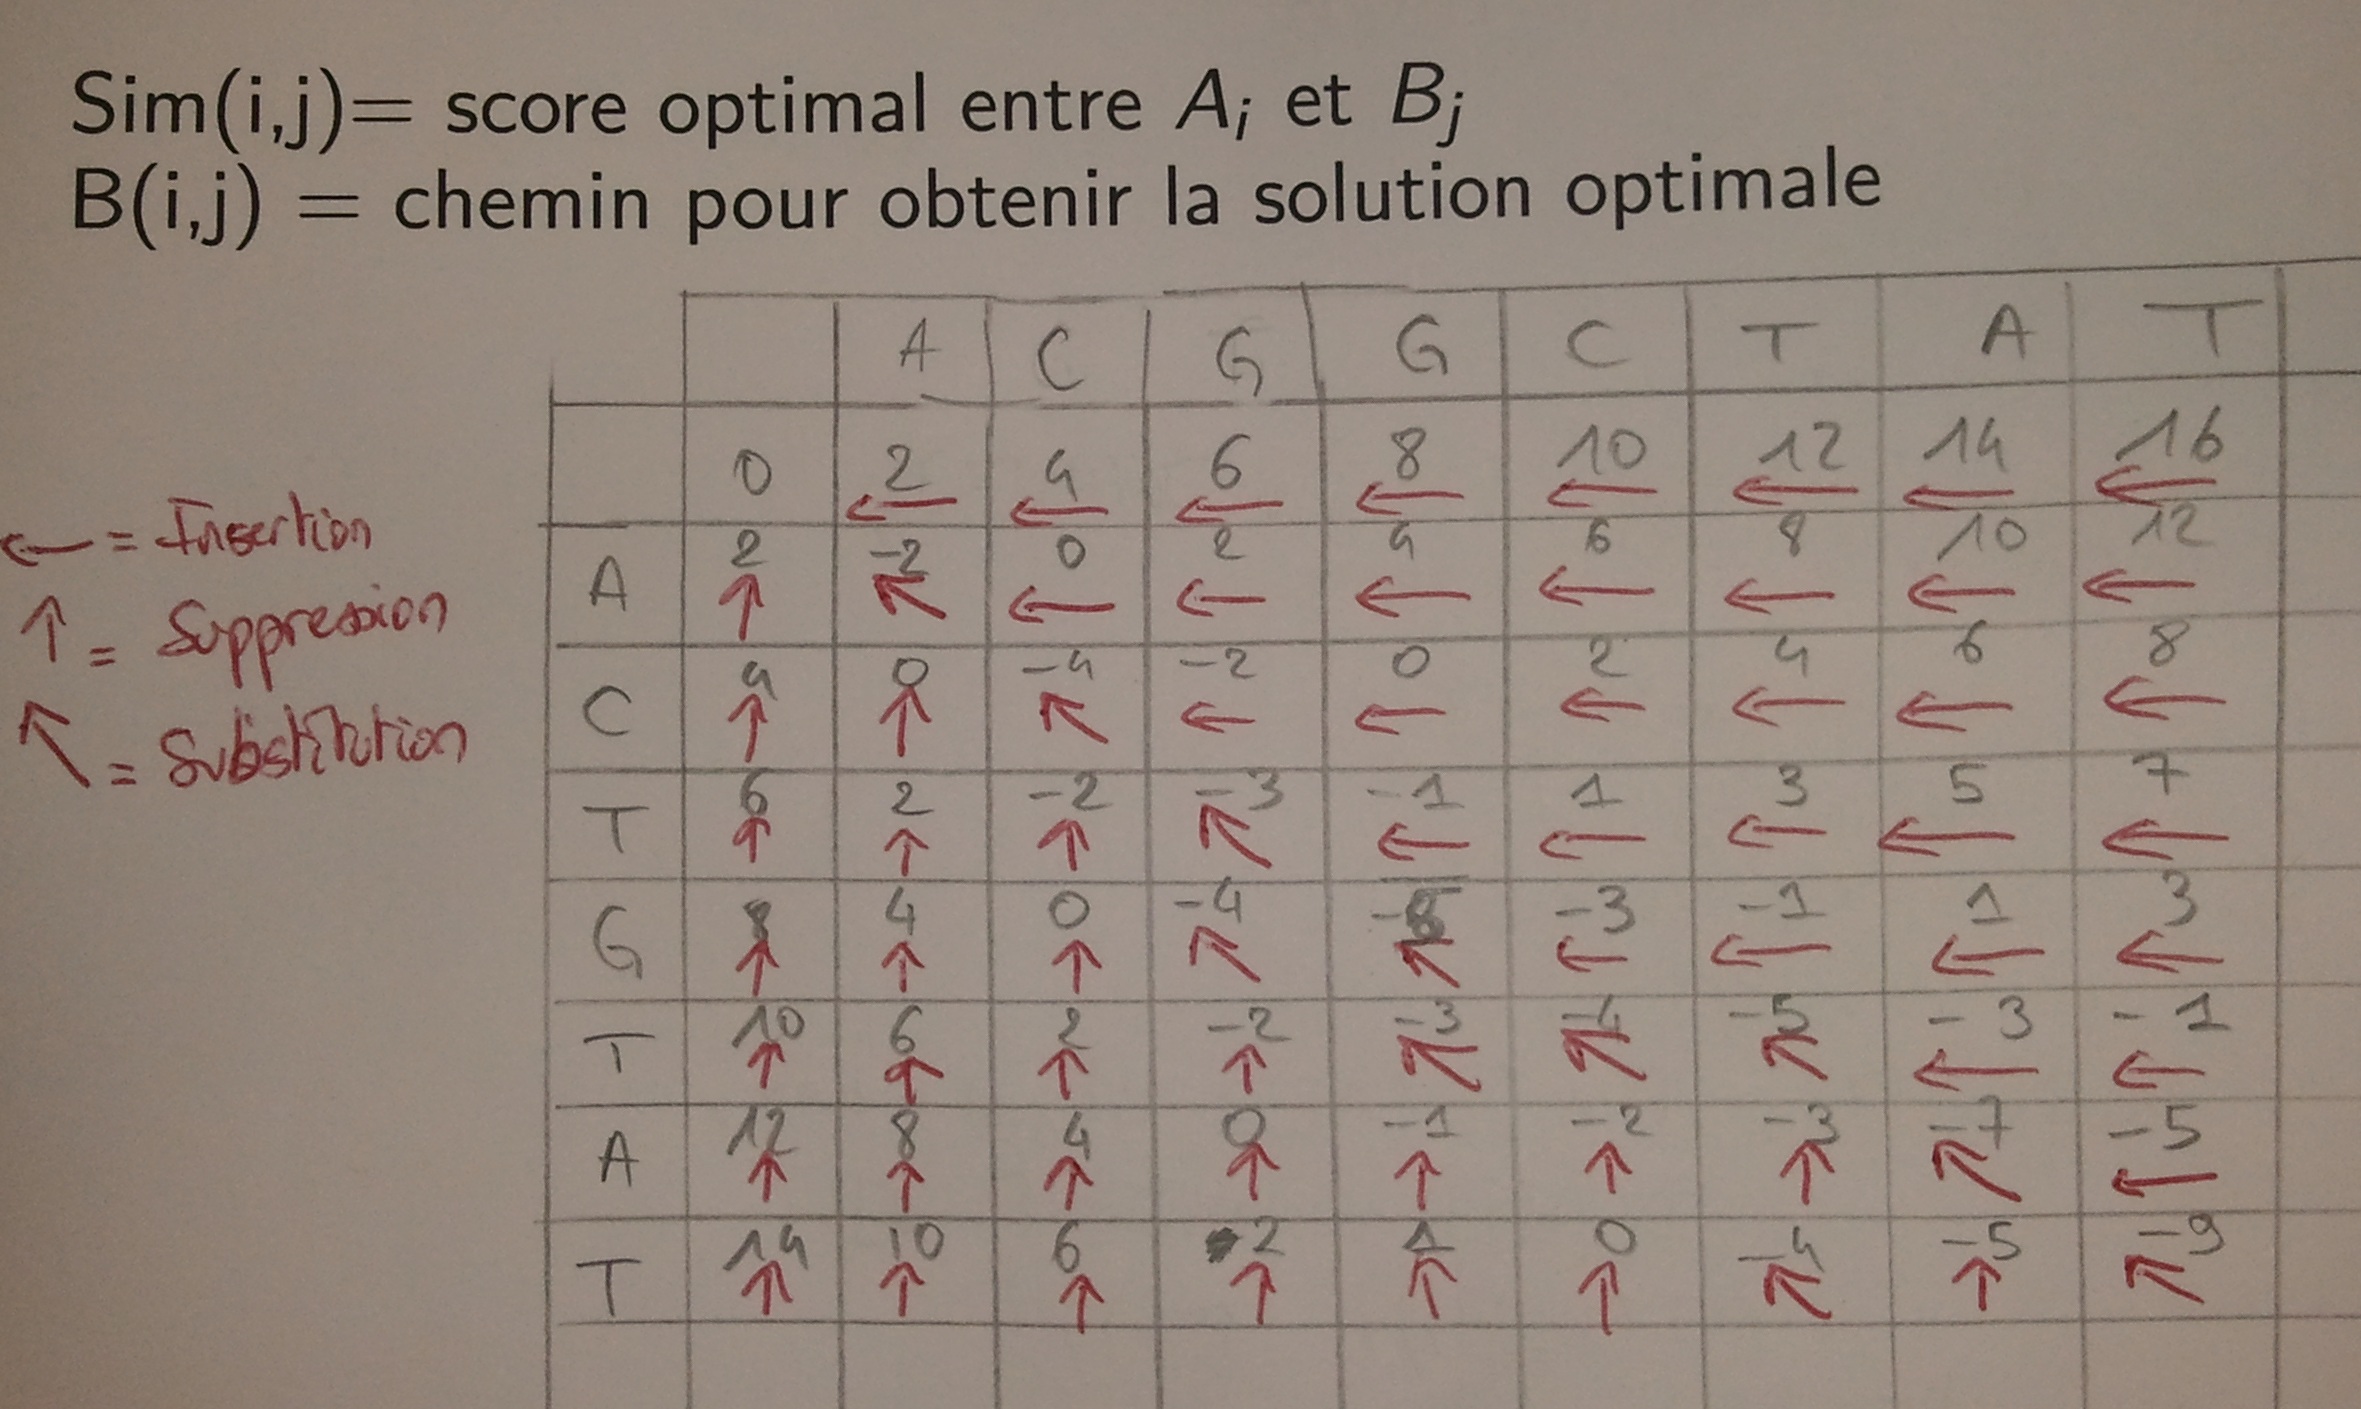 Sim(i,j)= score optimal entre Ai et Bj
B(i,j) = chemin pour obtenir la solution optimale
A C G G C T A T
0 2 4 6 8 10 12 14 16
← ← ← ← ← ← ← ←
← = Insertion
↑ = Suppression
↖ = Substitution
A 2 -2 0 2 4 6 8 10 12
↑ ↖ ← ← ← ← ← ← ←
C 4 0 -4 -2 0 2 4 6 8
↑ ↑ ↖ ← ← ← ← ← ←
T 6 2 -2 -3 -1 1 3 5 7
↑ ↑ ↑ ↖ ← ← ← ← ←
G 8 4 0 -4 -3 -1 1 3
↑ ↑ ↑ ↖ ↖ ← ← ← ←
T 10 6 2 -2 -3 -4 -5 -3 -1
↑ ↑ ↑ ↑ ↖ ↖ ↖ ← ←
A 12 8 4 0 -1 -2 -3 -7 -5
↑ ↑ ↑ ↑ ↑ ↑ ↑ ↖ ←
T 14 10 6 2 1 0 -4 -5 -9
↑ ↑ ↑ ↑ ↑ ↑ ↖ ↑ ↖